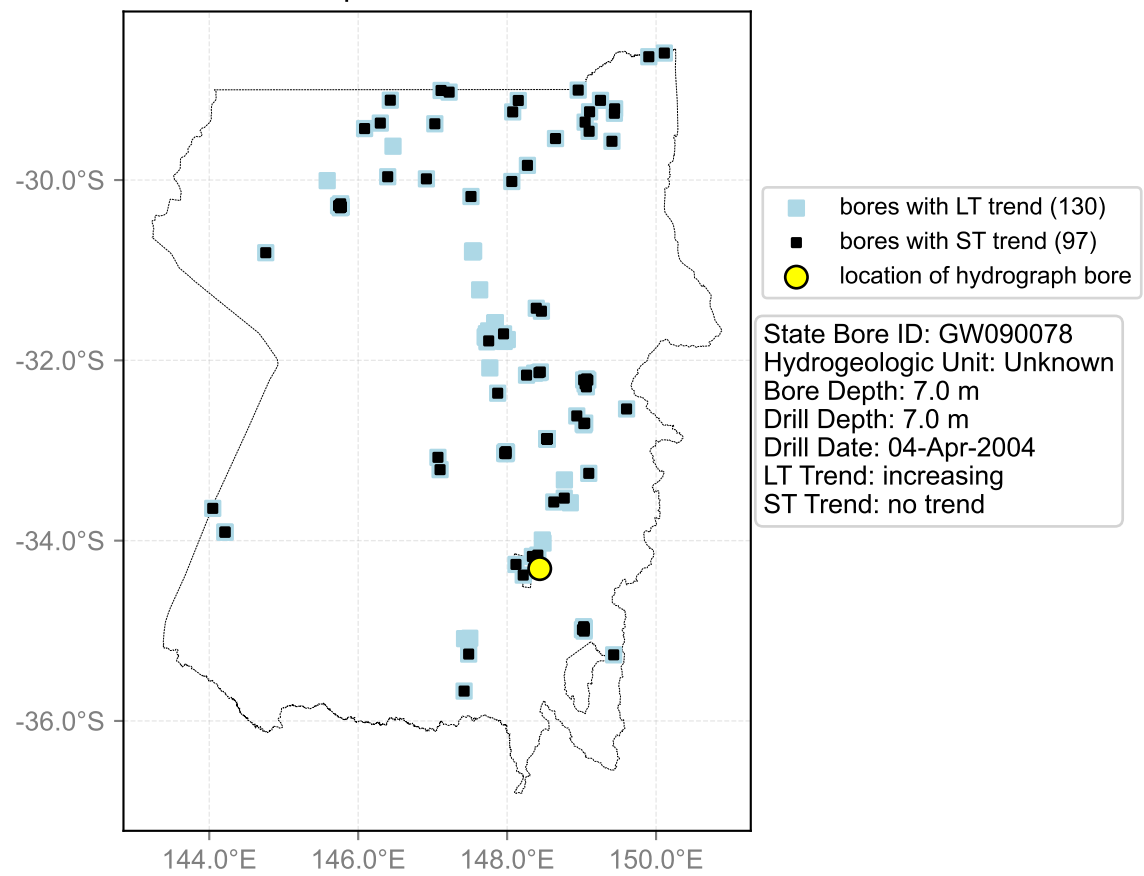 -30.0°S
-32.0°S
-34.0°S
-36.0°S
144.0°E 146.0°E 148.0°E 150.0°E
bores with LT trend (130)
bores with ST trend (97)
location of hydrograph bore
State Bore ID: GW090078
Hydrogeologic Unit: Unknown
Bore Depth: 7.0 m
Drill Depth: 7.0 m
Drill Date: 04-Apr-2004
LT Trend: increasing
ST Trend: no trend